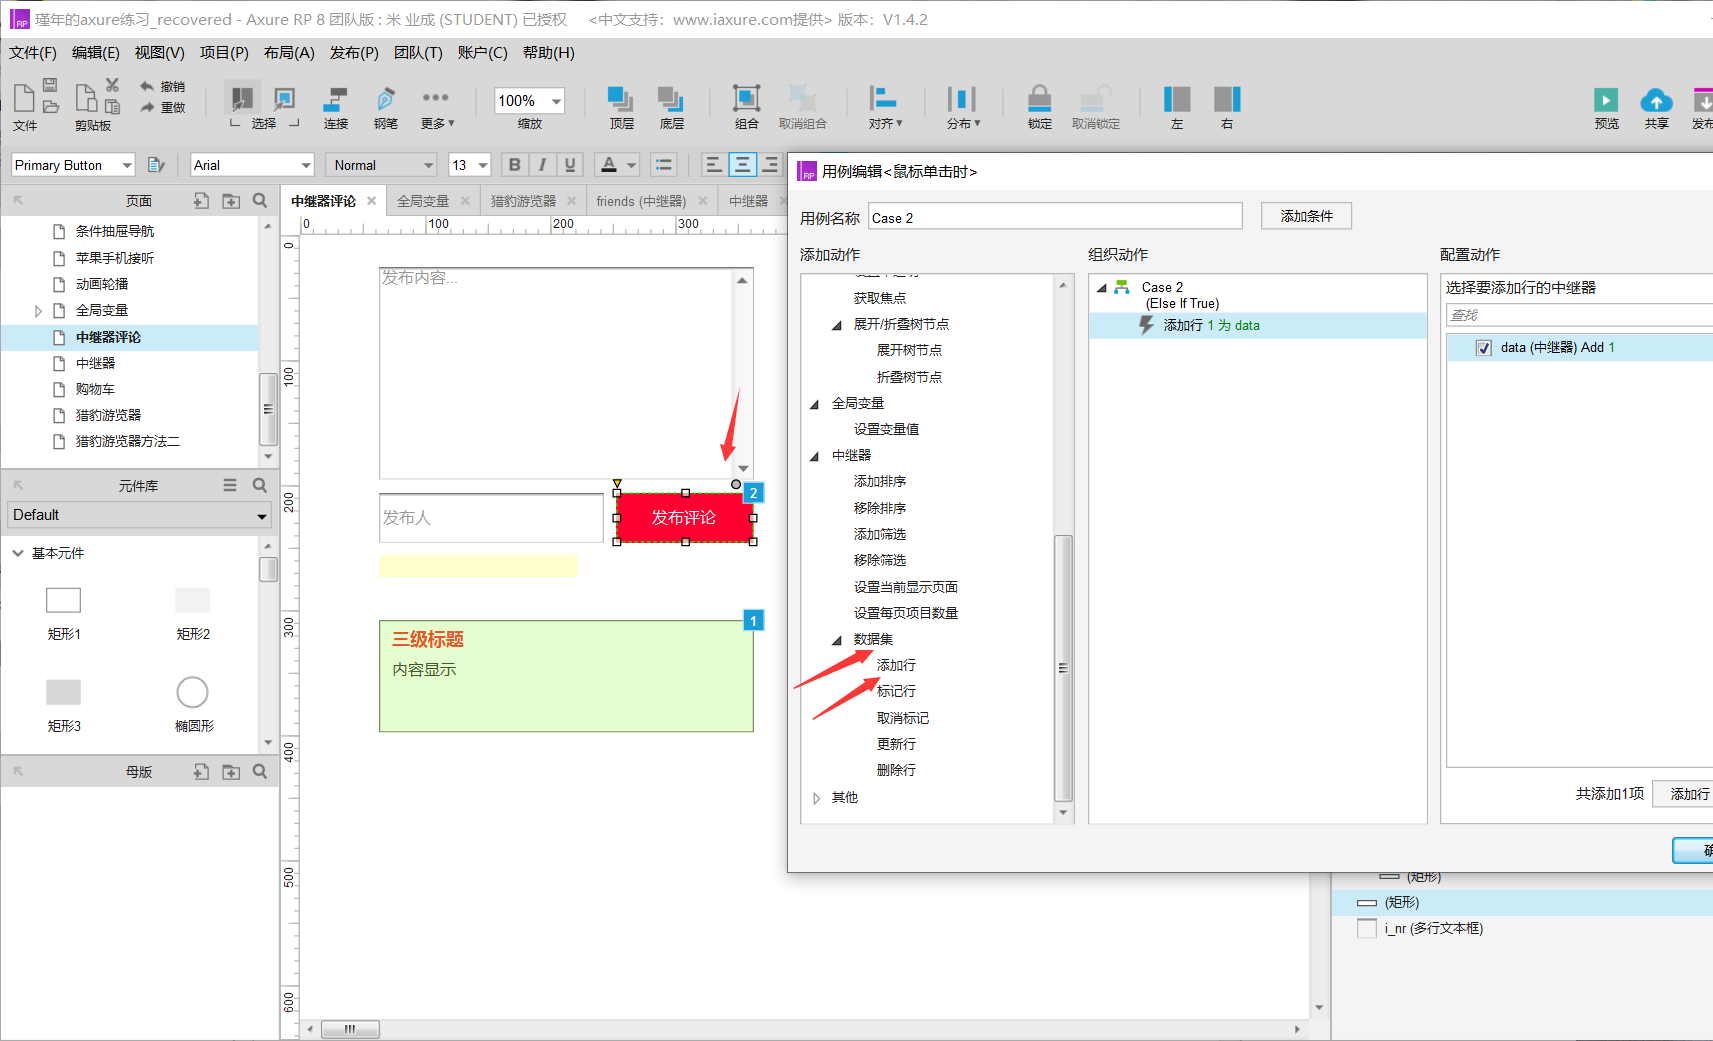 瑾年的axure练习_recovered - Axure RP 8 团队版 : 米 业成 (STUDENT) 已授权 <中文支持：www.iaxure.com提供> 版本：V1.4.2
文件(F) 编辑(E) 视图(V) 项目(P) 布局(A) 发布(P) 团队(T) 账户(C) 帮助(H)
撤销
重做
100%
文件 剪贴板 选择 连接 钢笔 更多 缩放 顶层 底层 组合 取消组合 对齐 分布 锁定 取消锁定 左 右 预览 共享 发布
Primary Button Arial Normal 13 B I U A
页面
条件抽屉导航
苹果手机接听
动画轮播
全局变量
中继器评论
中继器
购物车
猎豹游览器
猎豹游览器方法二
元件库
Default
基本元件
矩形1 矩形2
矩形3 椭圆形
母版
中继器评论 全局变量 猎豹游览器 friends (中继器) 中继器
0 100 200 300
0
100
200
300
400
500
600
发布内容...
发布人
发布评论
2
1
三级标题
内容显示
RP 用例编辑<鼠标单击时>
用例名称 Case 2 添加条件
添加动作 组织动作 配置动作
获取焦点
展开/折叠树节点
展开树节点
折叠树节点
全局变量
设置变量值
中继器
添加排序
移除排序
添加筛选
移除筛选
设置当前显示页面
设置每页项目数量
数据集
添加行
标记行
取消标记
更新行
删除行
其他
Case 2
(Else If True)
添加行 1 为 data
选择要添加行的中继器
查找
data (中继器) Add 1
共添加1项 添加行
(矩形)
(矩形)
i_nr (多行文本框)